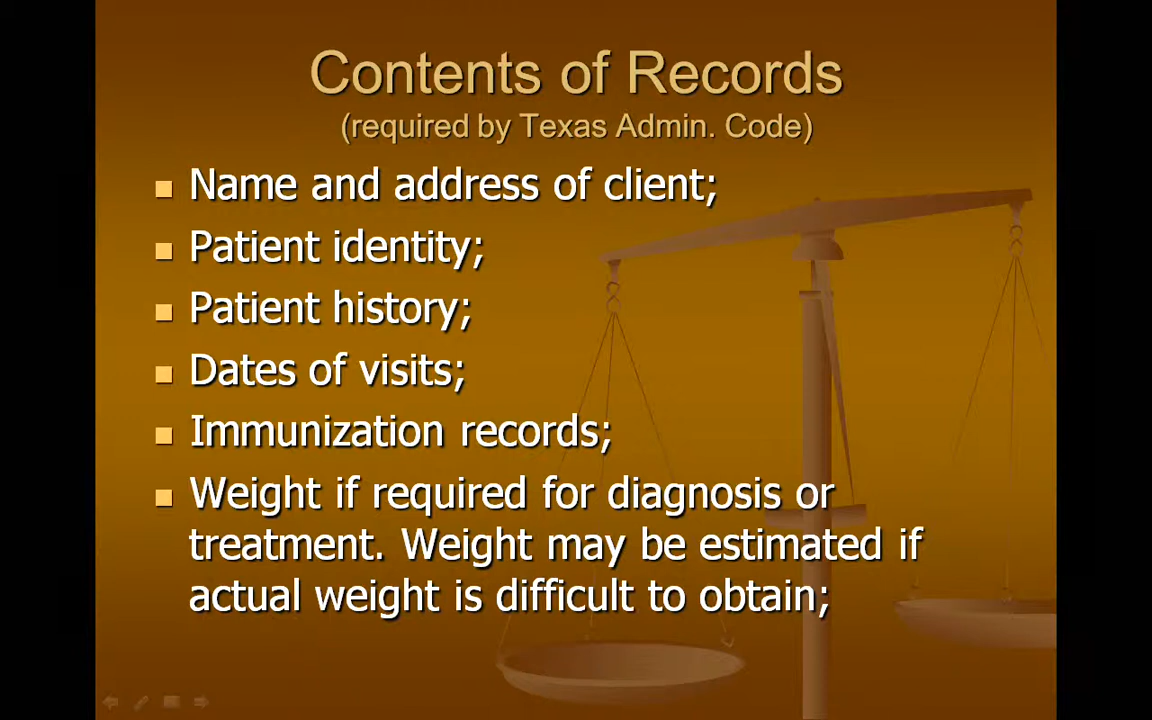 Contents of Records
(required by Texas Admin. Code)
Name and address of client;
Patient identity;
Patient history;
Dates of visits;
Immunization records;
Weight if required for diagnosis or
treatment. Weight may be estimated if
actual weight is difficult to obtain;